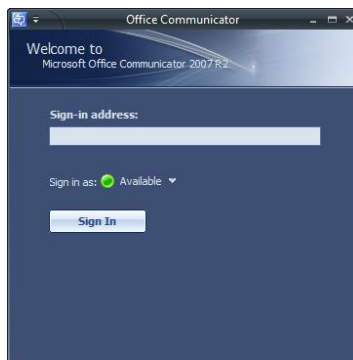 Office Communicator
Welcome to
Microsoft Office Communicator 2007 R2
Sign-in address:
Sign in as: Available
Sign In